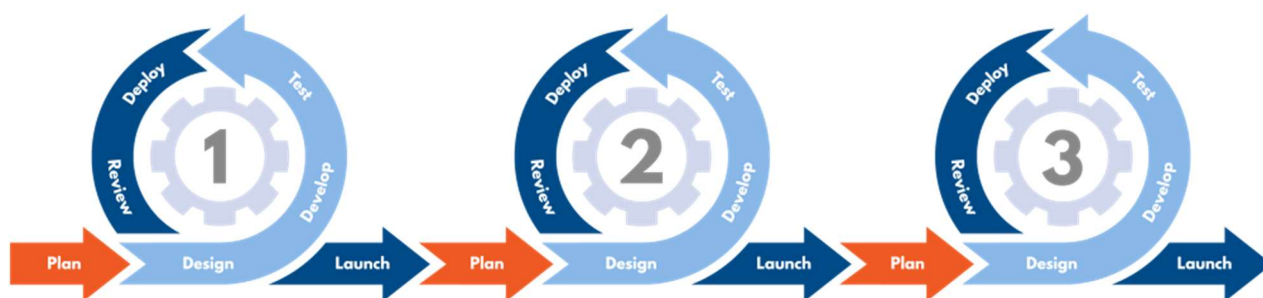 Plan
Design
Develop
Test
Deploy
Review
1
Launch
Plan
Design
Develop
Test
Deploy
Review
2
Launch
Plan
Design
Develop
Test
Deploy
Review
3
Launch